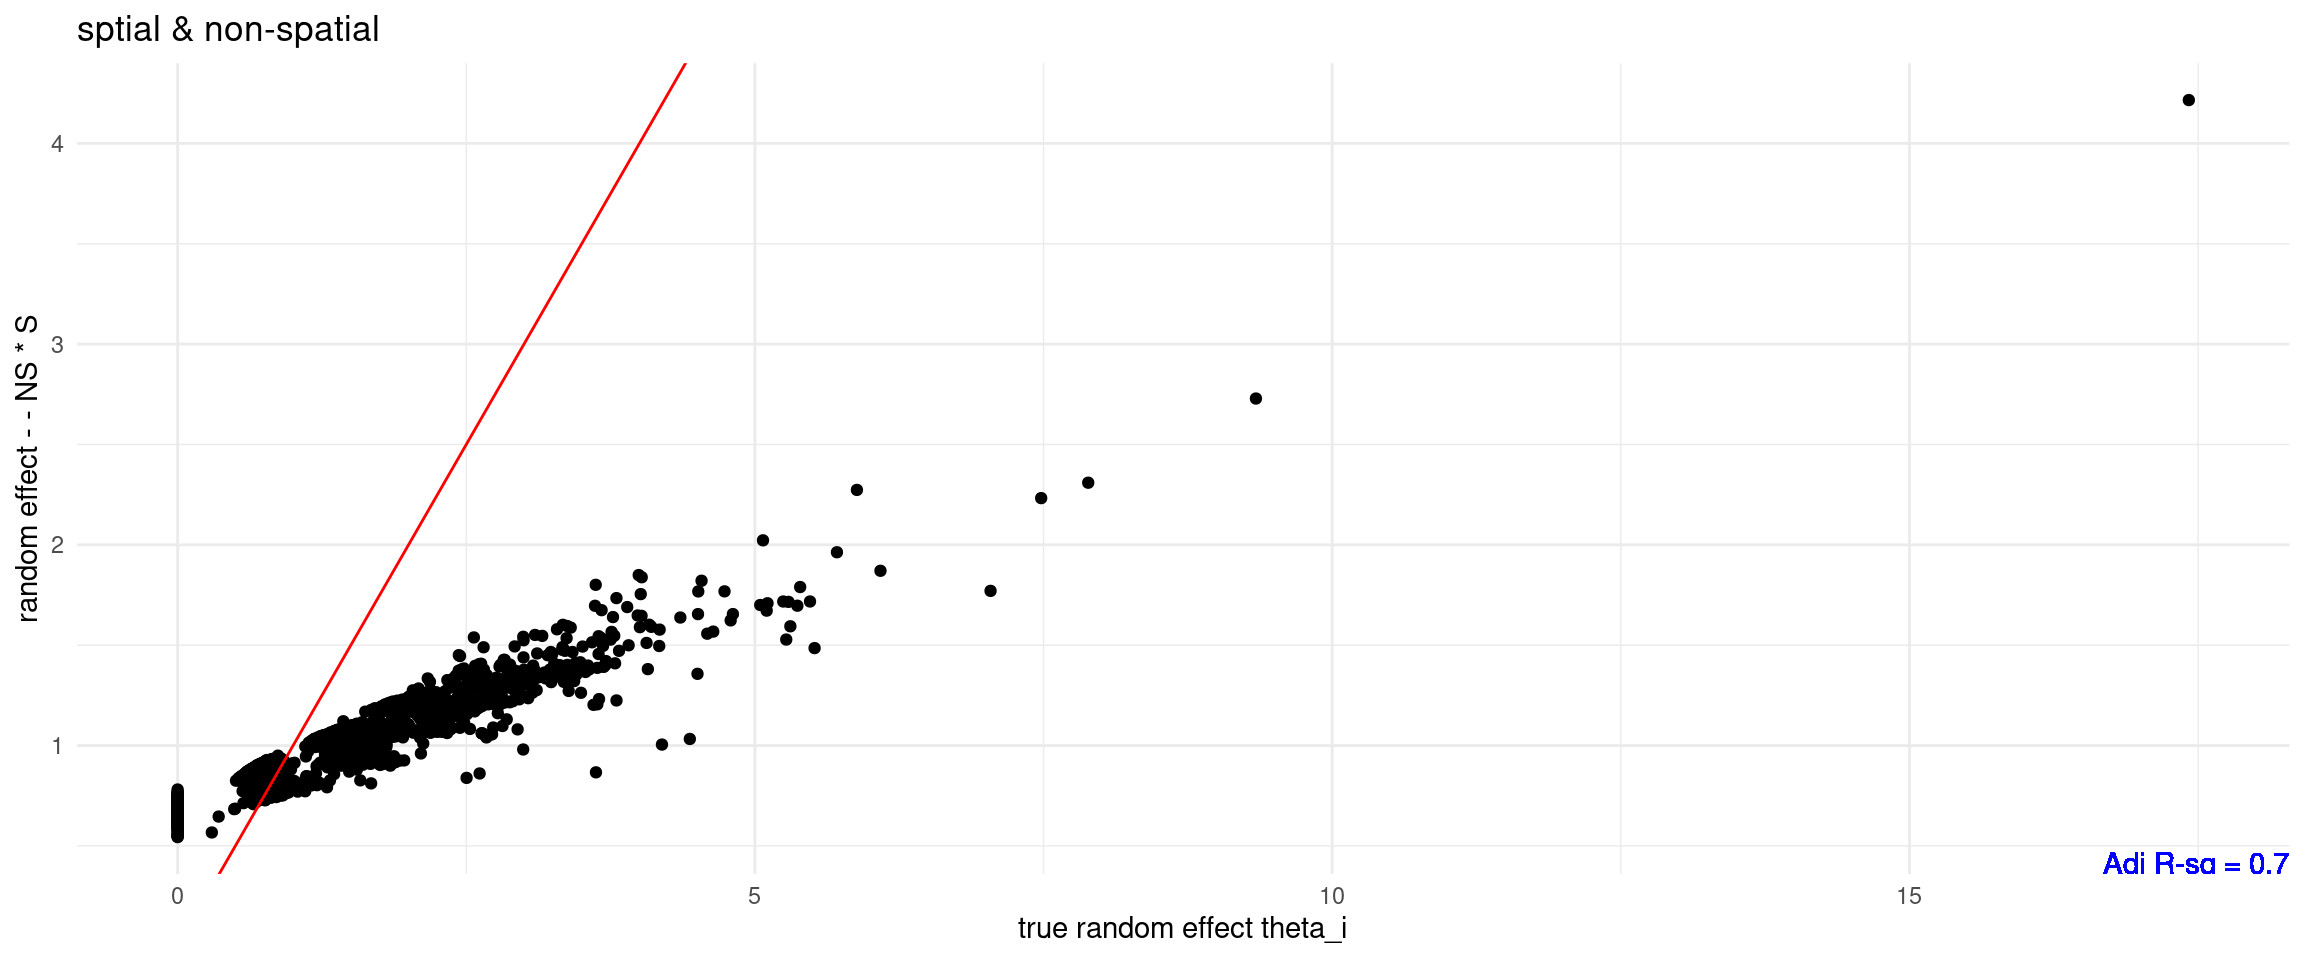 sptial & non-spatial
random effect - - NS * S
4
3
2
1
0
5
10
15
Adj R-sq = 0.7
true random effect theta_i